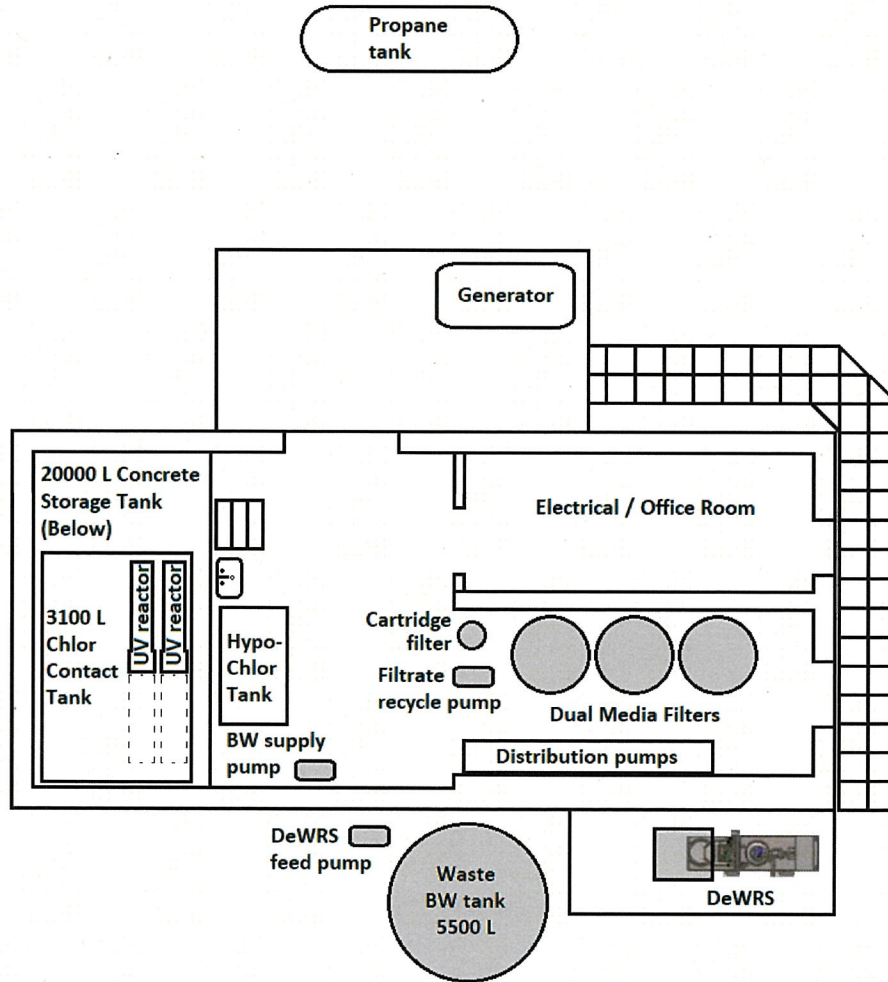 Propane
tank
Generator
20000 L Concrete
Storage Tank
(Below)
Electrical / Office Room
3100 L
Chlor
Contact
Tank
UV reactor
UV reactor
Hypo-
Chlor
Tank
Cartridge
filter
Filtrate
recycle pump
Dual Media Filters
BW supply
pump
Distribution pumps
DeWRS
feed pump
Waste
BW tank
5500 L
DeWRS